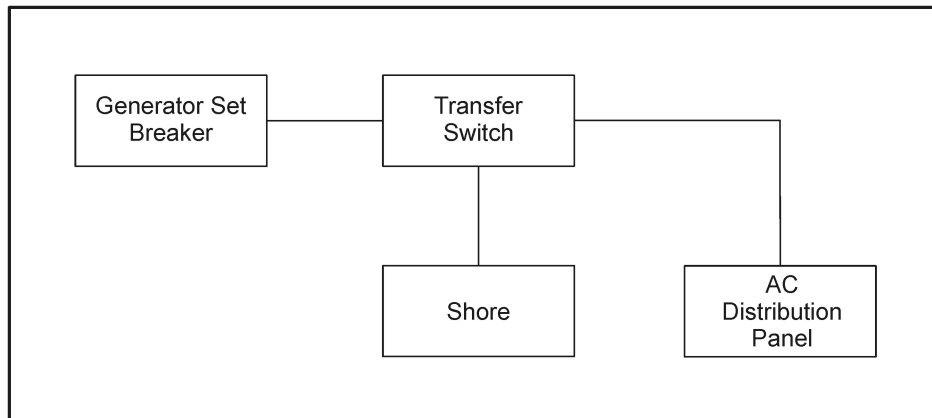 Generator Set
Breaker
Transfer
Switch
Shore
AC
Distribution
Panel